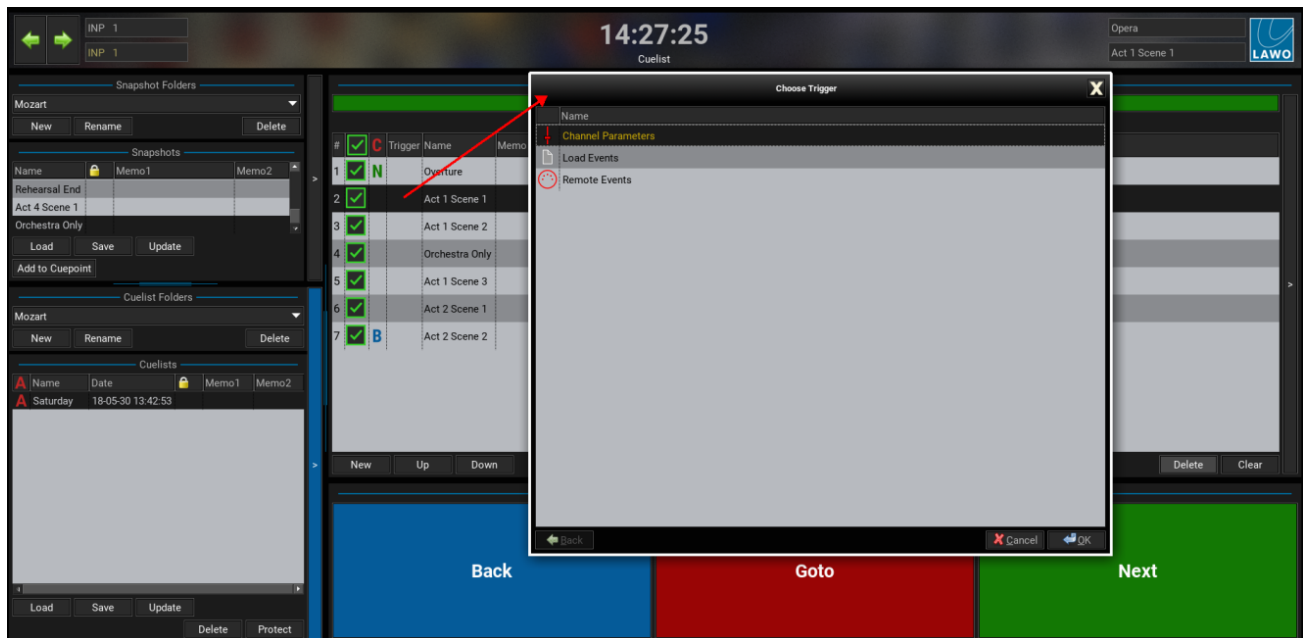 INP 1
INP 1
14:27:25
Cuelist
Opera
Act 1 Scene 1
LAWO
Snapshot Folders
Mozart
New Rename Delete
Snapshots
Name Memo1 Memo2
Rehearsal End
Act 4 Scene 1
Orchestra Only
Load Save Update
Add to Cuepoint
Cuelist Folders
Mozart
New Rename Delete
Cuelists
A Name Date Memo1 Memo2
A Saturday 18-05-30 13:42:53
Load Save Update
Delete Protect
>
>
# C Trigger Name Memo
1 N Overture
2 Act 1 Scene 1
3 Act 1 Scene 2
4 Orchestra Only
5 Act 1 Scene 3
6 Act 2 Scene 1
7 B Act 2 Scene 2
>
New Up Down Delete Clear
Choose Trigger X
Name
Channel Parameters
Load Events
Remote Events
Back Cancel OK
Back Goto Next